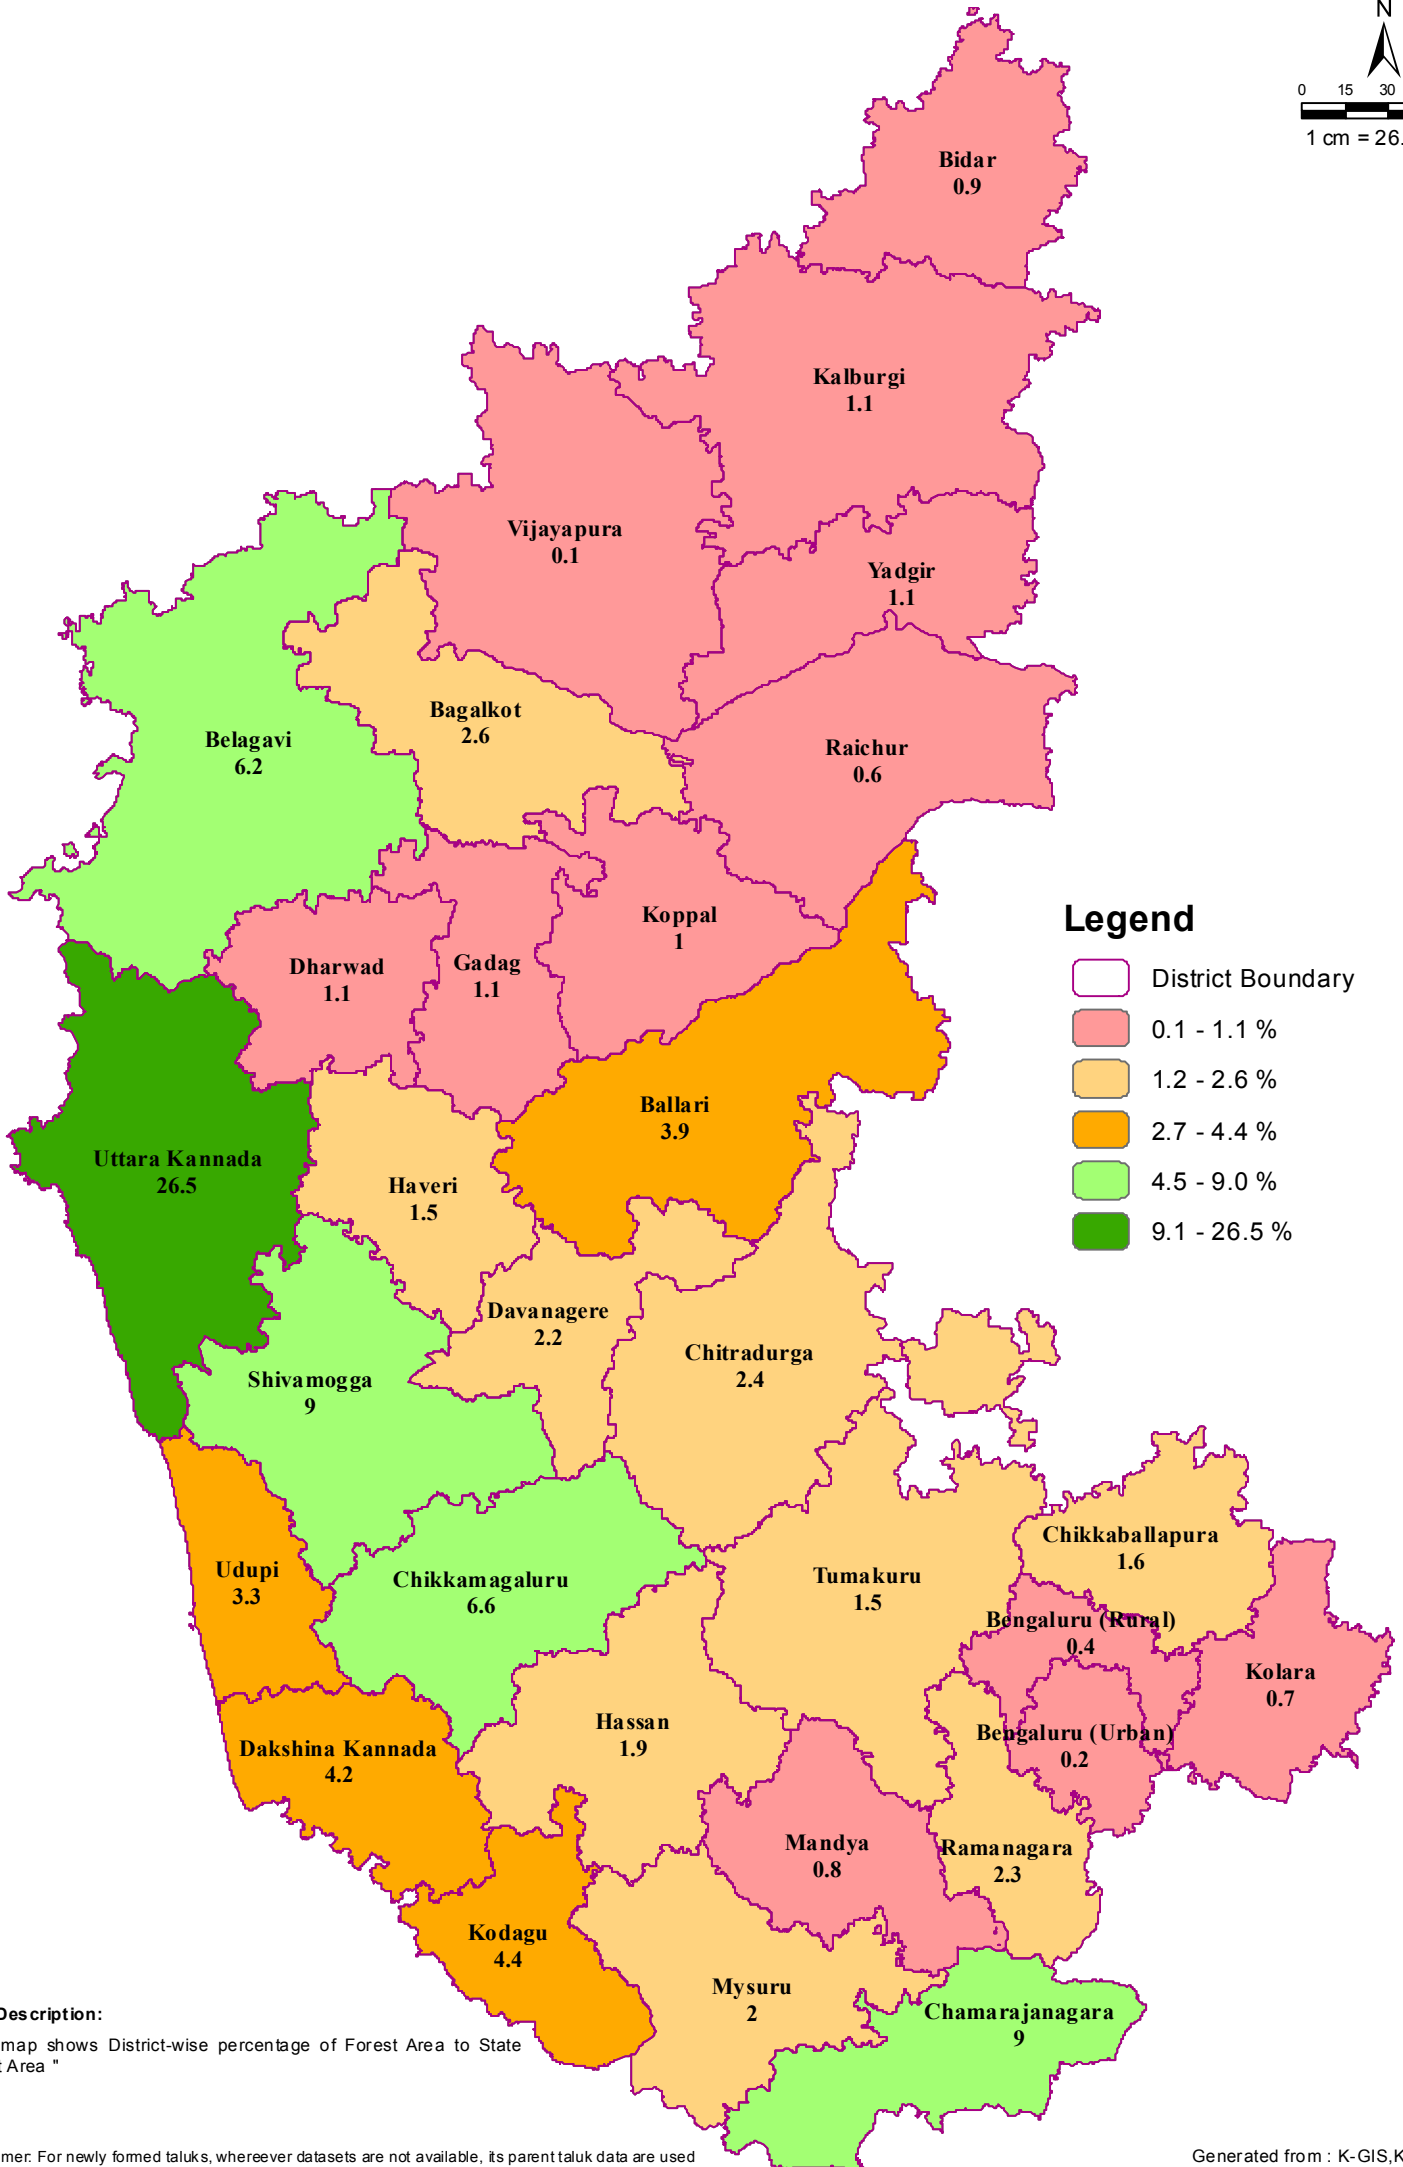 N
0 15 30
1 cm = 26.
Bidar
0.9
Kalburgi
1.1
Vijayapura
0.1
Yadgir
1.1
Bagalkot
2.6
Belagavi
6.2
Raichur
0.6
Koppal
1
Dharwad
1.1
Gadag
1.1
Legend
District Boundary
0.1 - 1.1 %
1.2 - 2.6 %
2.7 - 4.4 %
4.5 - 9.0 %
9.1 - 26.5 %
Ballari
3.9
Uttara Kannada
26.5
Haveri
1.5
Davanagere
2.2
Chitradurga
2.4
Shivamogga
9
Chikkaballapura
1.6
Udupi
3.3
Chikkamagaluru
6.6
Tumakuru
1.5
Bengaluru (Rural)
0.4
Kolara
0.7
Hassan
1.9
Bengaluru (Urban)
0.2
Dakshina Kannada
4.2
Mandya
0.8
Ramanagara
2.3
Kodagu
4.4
Mysuru
2
Chamarajanagara
9
Description:
map shows District-wise percentage of Forest Area to State
t Area "
mer: For newly formed taluks, whereever datasets are not available, its parent taluk data are used
Generated from : K-GIS,K